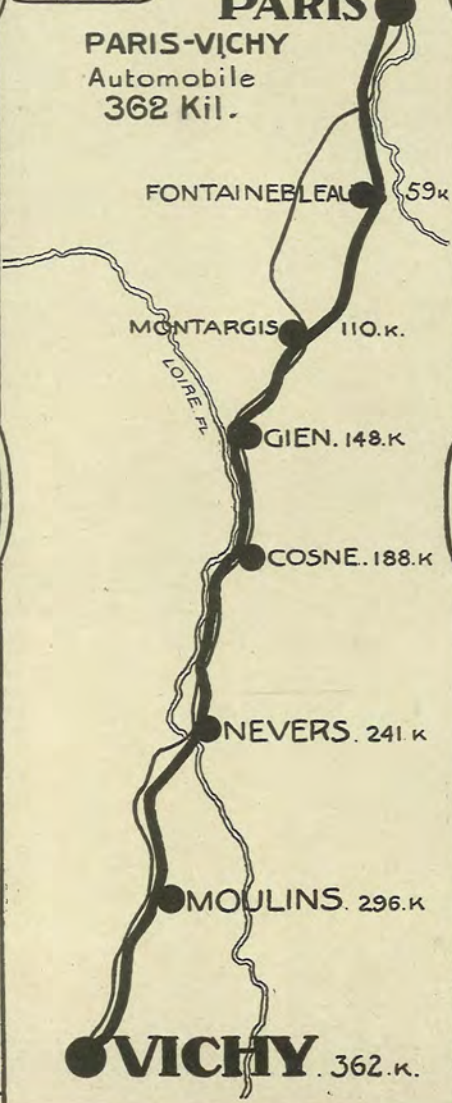 PARIS
PARIS-VICHY
Automobile
362 Kil.
FONTAINEBLEAU 59K
MONTARGIS 110.K.
LOIRE. FL
GIEN. 148.K
COSNE. 188.K
NEVERS. 241 K
MOULINS. 296.K
VICHY. 362.K.